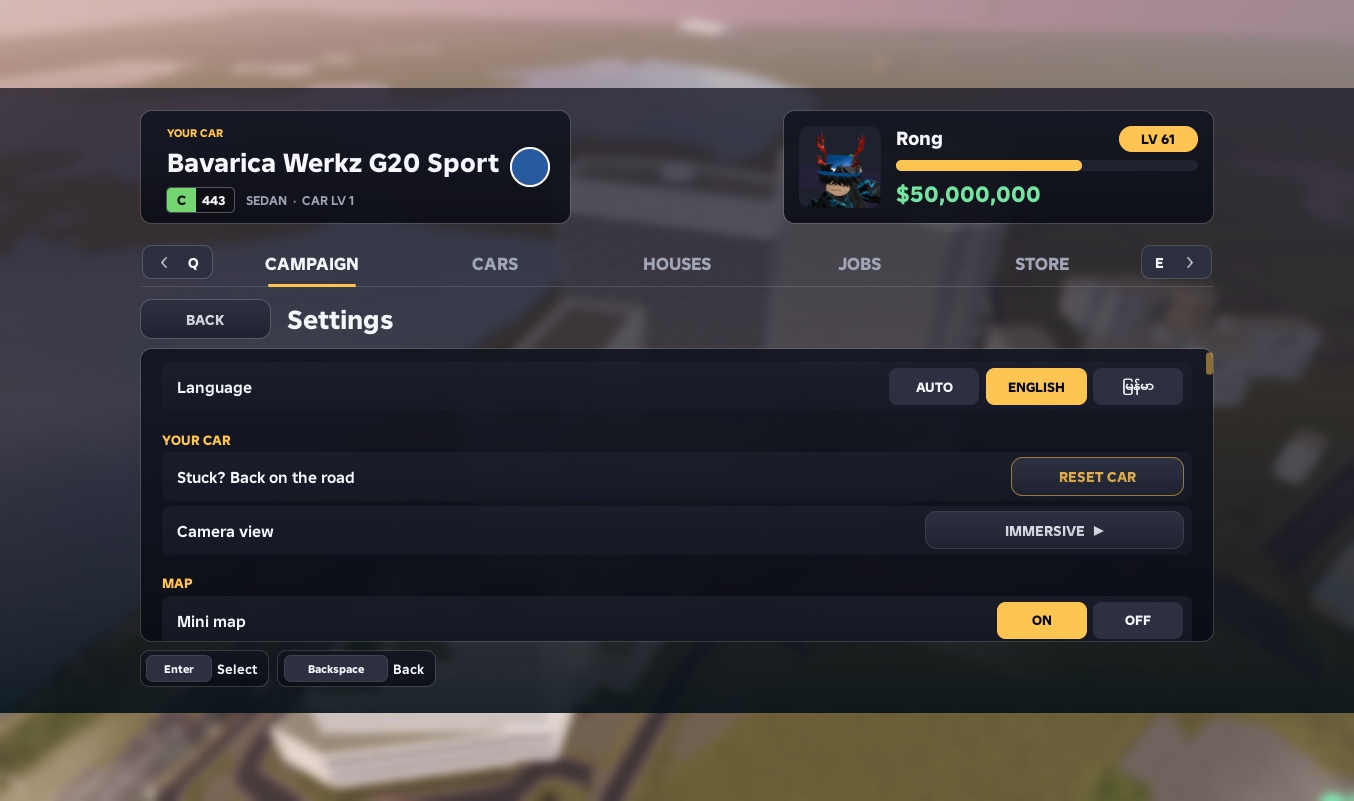 YOUR CAR
Bavarica Werkz G20 Sport
C 443 SEDAN · CAR LV 1
Rong LV 61
$50,000,000
Q CAMPAIGN CARS HOUSES JOBS STORE E
BACK Settings
Language AUTO ENGLISH မြန်မာ
YOUR CAR
Stuck? Back on the road RESET CAR
Camera view IMMERSIVE ▶
MAP
Mini map ON OFF
Enter Select Backspace Back